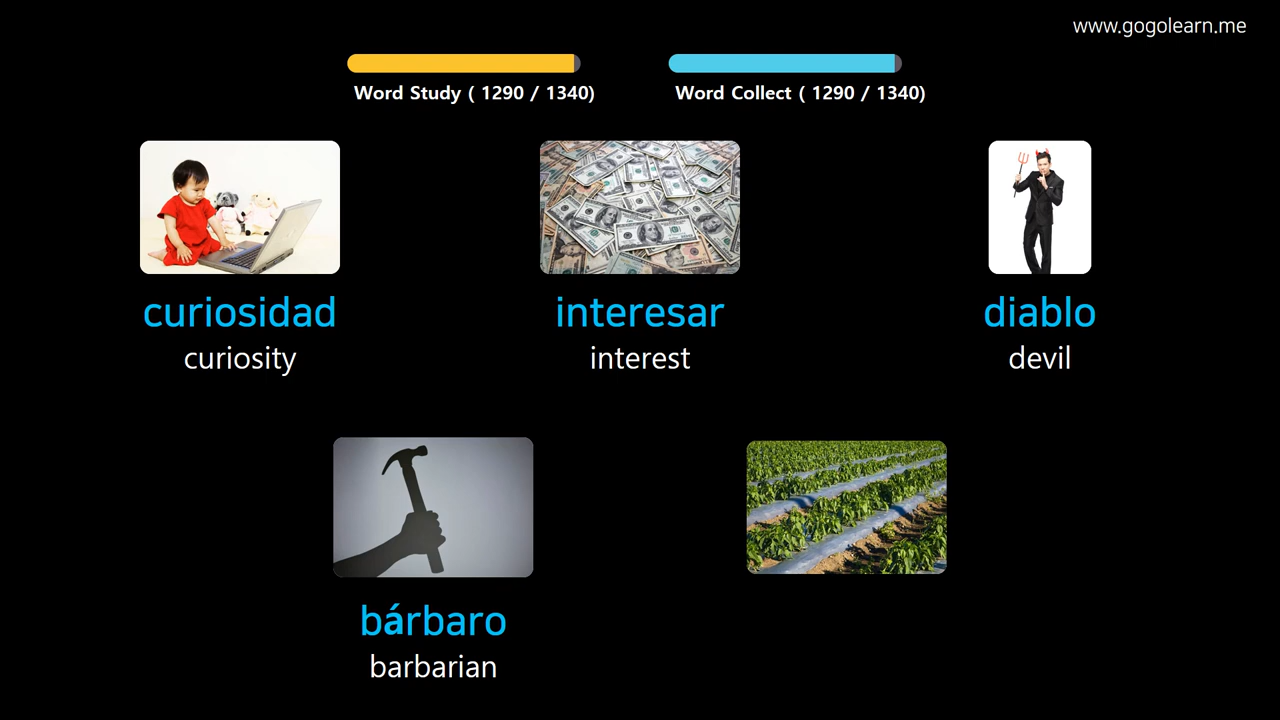 www.gogolearn.me
Word Study ( 1290 / 1340)
Word Collect ( 1290 / 1340)
curiosidad
curiosity
interesar
interest
diablo
devil
bárbaro
barbarian